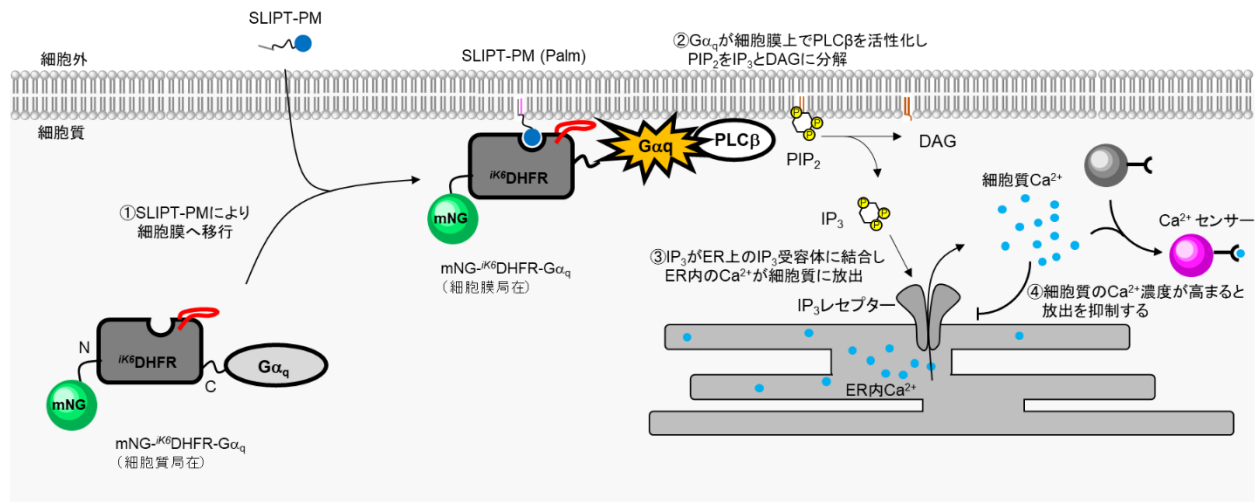 SLIPT-PM
細胞外
SLIPT-PM (Palm)
②Gαqが細胞膜上でPLCβを活性化し
PIP2をIP3とDAGに分解
細胞質
iK6DHFR
Gαq
PLCβ
P
P
P
PIP2
DAG
mNG
①SLIPT-PMにより
細胞膜へ移行
mNG-iK6DHFR-Gαq
(細胞膜局在)
P
P
P
IP3
細胞質Ca2+
Ca2+ センサー
③IP3がER上のIP3受容体に結合し
ER内のCa2+が細胞質に放出
IP3レセプター
④細胞質のCa2+濃度が高まると
放出を抑制する
N
iK6DHFR
C
Gαq
mNG
ER内Ca2+
mNG-iK6DHFR-Gαq
(細胞質局在)